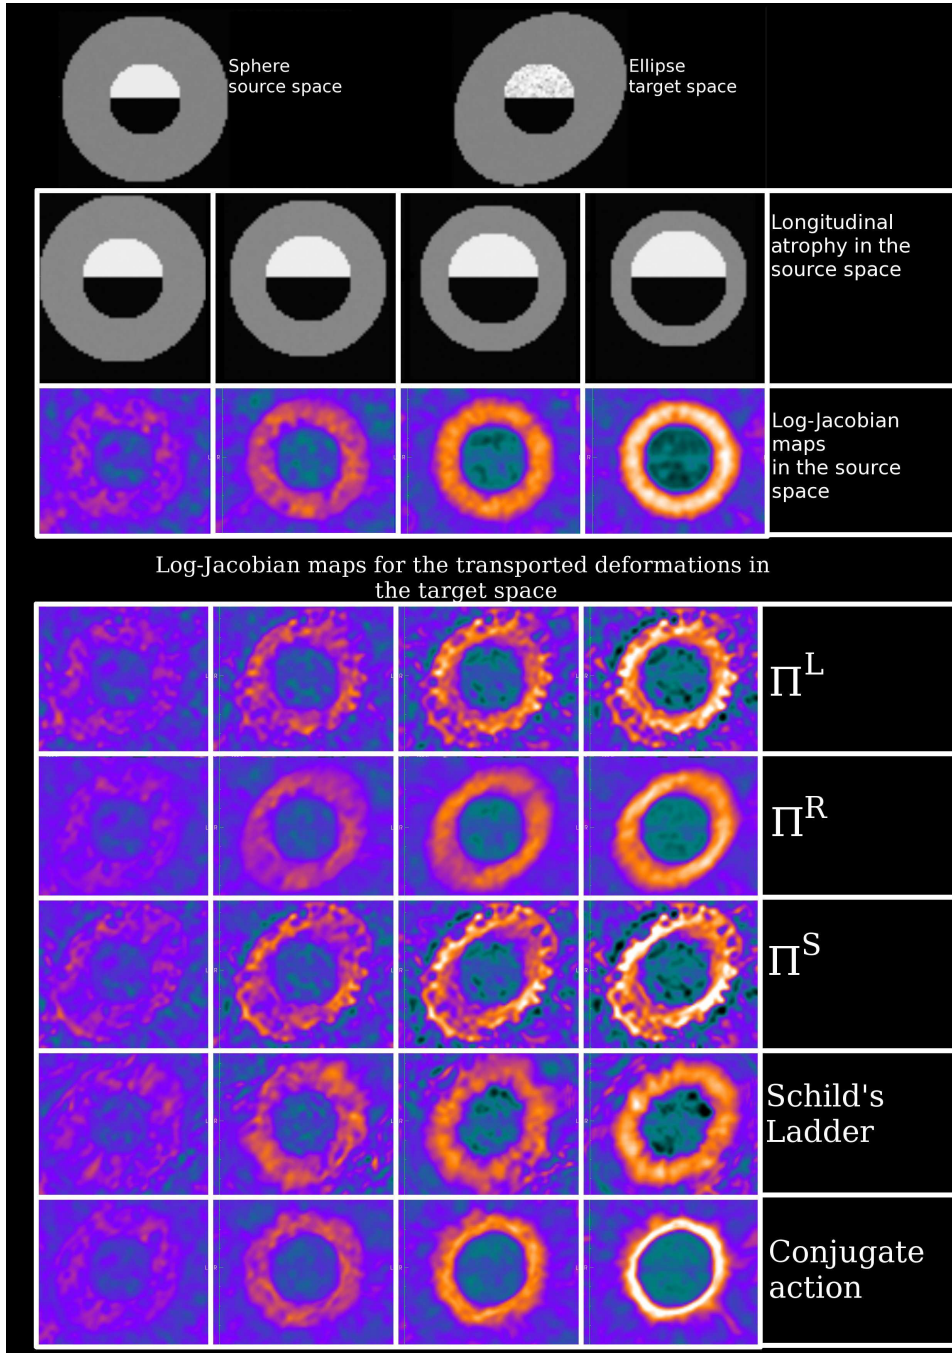 Sphere
source space
Ellipse
target space
Longitudinal
atrophy in the
source space
Log-Jacobian
maps
in the source
space
Log-Jacobian maps for the transported deformations in
the target space
Π^L
Π^R
Π^S
Schild's
Ladder
Conjugate
action